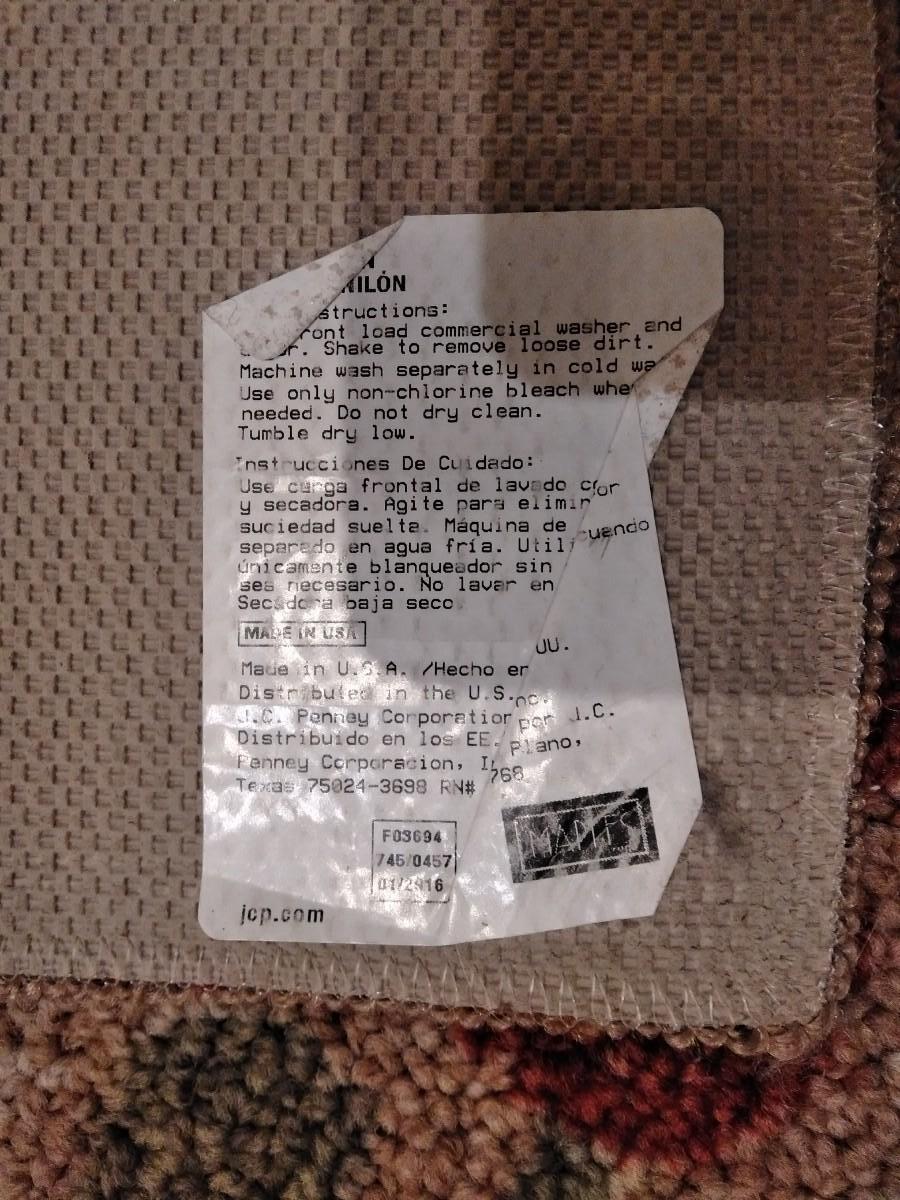 NILÓN
structions:
ront load commercial washer and
Shake to remove loose dirt.
Machine wash separately in cold wa
Use only non-chlorine bleach whe
needed. Do not dry clean.
Tumble dry low.
Instrucciones De Cuidado:
Use carga frontal de lavado
y secadora. Agite para elimin
suciedad suelta. Máquina de
separado en agua fría. Utili cuando
únicamente blanqueador sin
sea necesario. No lavar en
Secadora baja seco.
MADE IN USA
Made in U.S.A. /Hecho en
Distributed in the U.S.
J.C. Penney Corporation nc.
Distribuido en los EE. por J.C.
Penney Corporacion, I Plano,
Texas 75024-3698 RN# 768
F03694
745/0457
01/2016
MAPLES
jcp.com